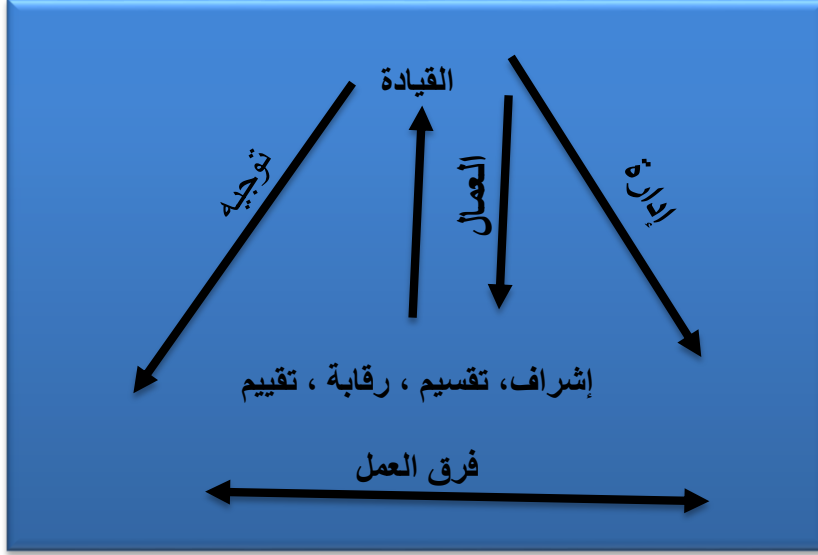 القيادة
توجيه
العمال
إدارة
إشراف، تقسيم ، رقابة ، تقييم
فرق العمل